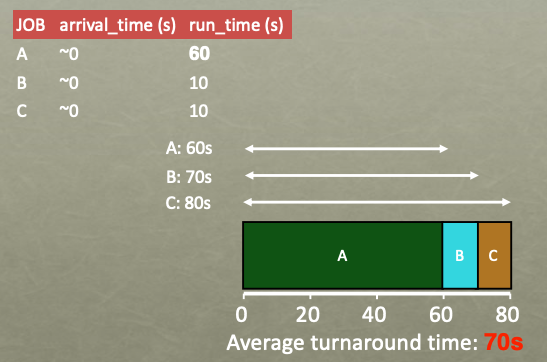 JOB arrival_time (s) run_time (s)
A ~0 60
B ~0 10
C ~0 10
A: 60s
B: 70s
C: 80s
A B C
0 20 40 60 80
Average turnaround time: 70s